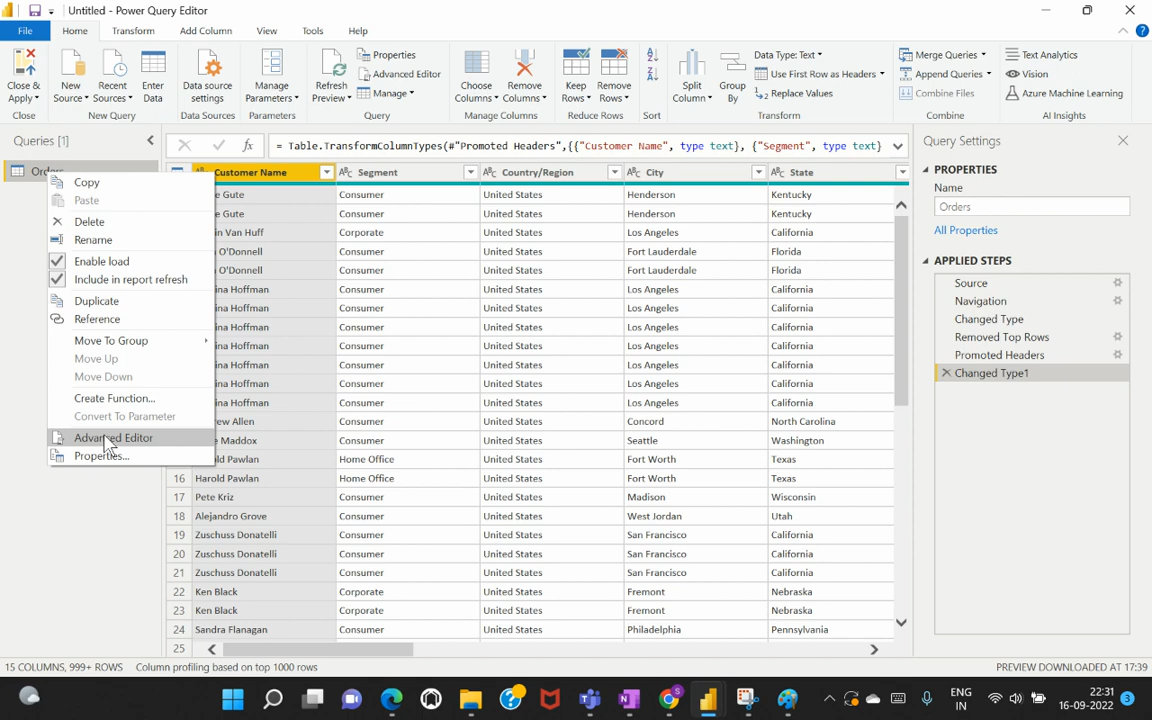 Untitled - Power Query Editor
File Home Transform Add Column View Tools Help
Close & Apply
New Source
Recent Sources
Enter Data
Data source settings
Manage Parameters
Refresh Preview
Properties
Advanced Editor
Manage
Choose Columns
Remove Columns
Keep Rows
Remove Rows
Split Column
Group By
Data Type: Text
Use First Row as Headers
Replace Values
Merge Queries
Append Queries
Combine Files
Text Analytics
Vision
Azure Machine Learning
Close New Query Data Sources Parameters Query Manage Columns Reduce Rows Sort Transform Combine AI Insights
Queries [1]
= Table.TransformColumnTypes(#"Promoted Headers",{{"Customer Name", type text}, {"Segment", type text}
Copy
Paste
Delete
Rename
Enable load
Include in report refresh
Duplicate
Reference
Move To Group
Move Up
Move Down
Create Function...
Convert To Parameter
Advanced Editor
Properties...
Customer Name Segment Country/Region City State
Gute Consumer United States Henderson Kentucky
Gute Consumer United States Henderson Kentucky
Van Huff Corporate United States Los Angeles California
O'Donnell Consumer United States Fort Lauderdale Florida
O'Donnell Consumer United States Fort Lauderdale Florida
Hoffman Consumer United States Los Angeles California
Hoffman Consumer United States Los Angeles California
Hoffman Consumer United States Los Angeles California
Hoffman Consumer United States Los Angeles California
Hoffman Consumer United States Los Angeles California
Hoffman Consumer United States Los Angeles California
Hoffman Consumer United States Los Angeles California
Allen Consumer United States Concord North Carolina
Maddox Consumer United States Seattle Washington
Pawlan Home Office United States Fort Worth Texas
16 Harold Pawlan Home Office United States Fort Worth Texas
17 Pete Kriz Consumer United States Madison Wisconsin
18 Alejandro Grove Consumer United States West Jordan Utah
19 Zuschuss Donatelli Consumer United States San Francisco California
20 Zuschuss Donatelli Consumer United States San Francisco California
21 Zuschuss Donatelli Consumer United States San Francisco California
22 Ken Black Corporate United States Fremont Nebraska
23 Ken Black Corporate United States Fremont Nebraska
24 Sandra Flanagan Consumer United States Philadelphia Pennsylvania
25
Query Settings
PROPERTIES
Name
Orders
All Properties
APPLIED STEPS
Source
Navigation
Changed Type
Removed Top Rows
Promoted Headers
Changed Type1
15 COLUMNS, 999+ ROWS Column profiling based on top 1000 rows PREVIEW DOWNLOADED AT 17:39
ENG
IN
22:31
16-09-2022
3